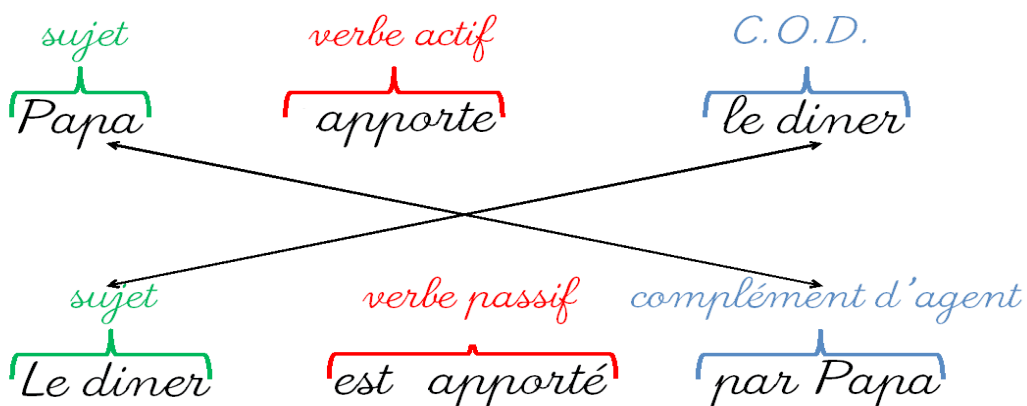 sujet verbe actif C.O.D.
Papa apporte le diner
sujet verbe passif complément d'agent
Le diner est apporté par Papa